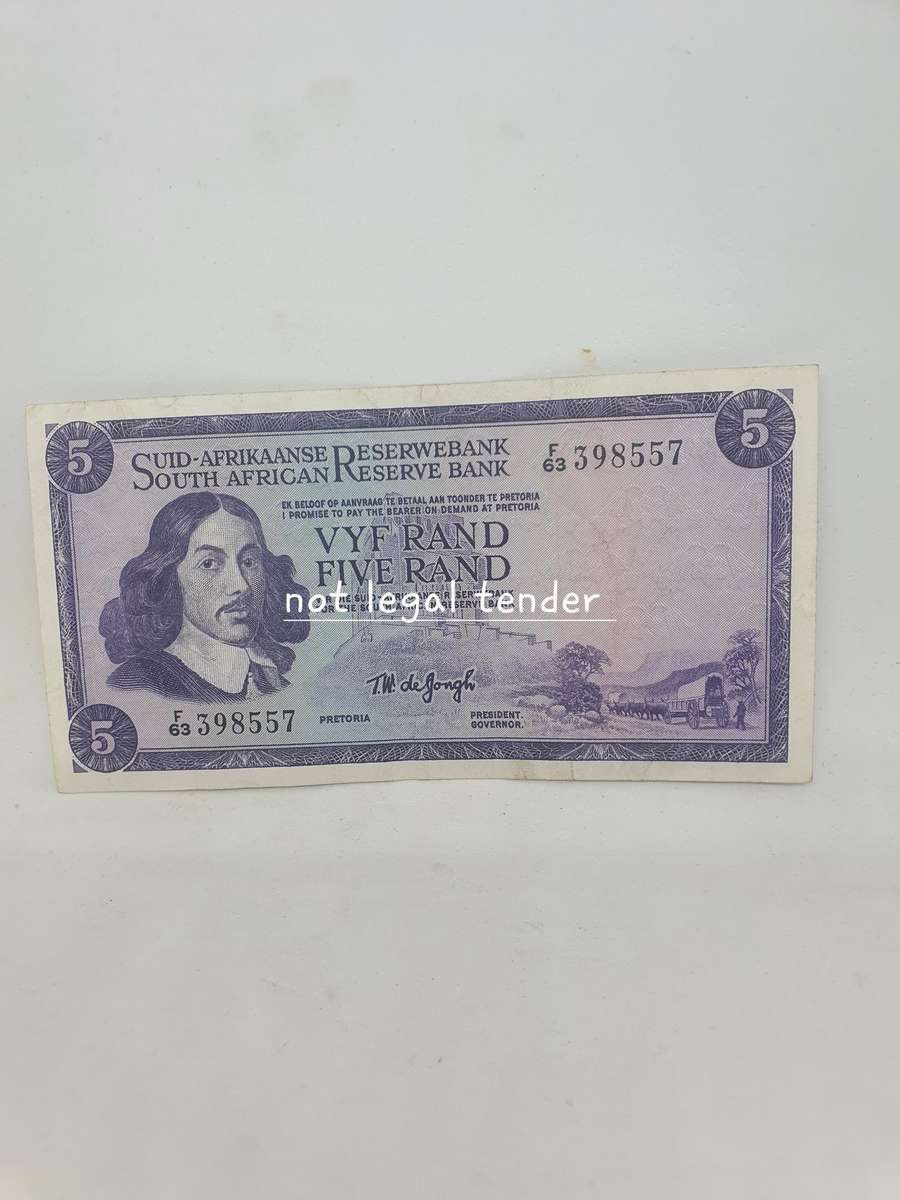 5
5
SUID-AFRIKAANSE RESERWEBANK
SOUTH AFRICAN RESERVE BANK
F/63 398557
EK BELOOF OP AANVRAAG TE BETAAL AAN TOONDER TE PRETORIA
I PROMISE TO PAY THE BEARER ON DEMAND AT PRETORIA
VYF RAND
FIVE RAND
not legal tender
T.W. de Jongh
F/63 398557
PRETORIA
PRESIDENT.
GOVERNOR.
5